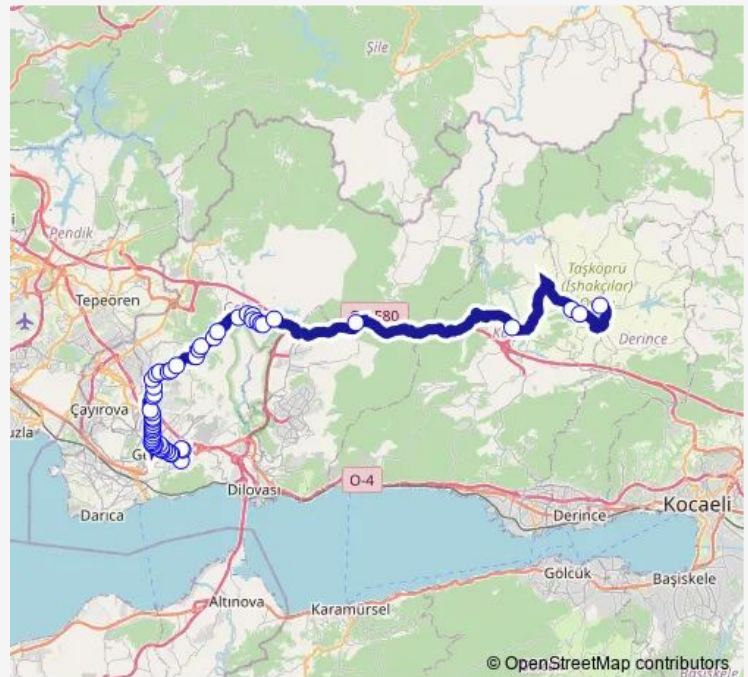 Şile
Pendik
Tepeören
Taşköprü
(İshakçılar)
E80
Derince
Çayırova
Darıca
Dilovası
O-4
Kocaeli
Derince
Gölcük
Başiskele
Altınova
Karamürsel
© OpenStreetMap contributors